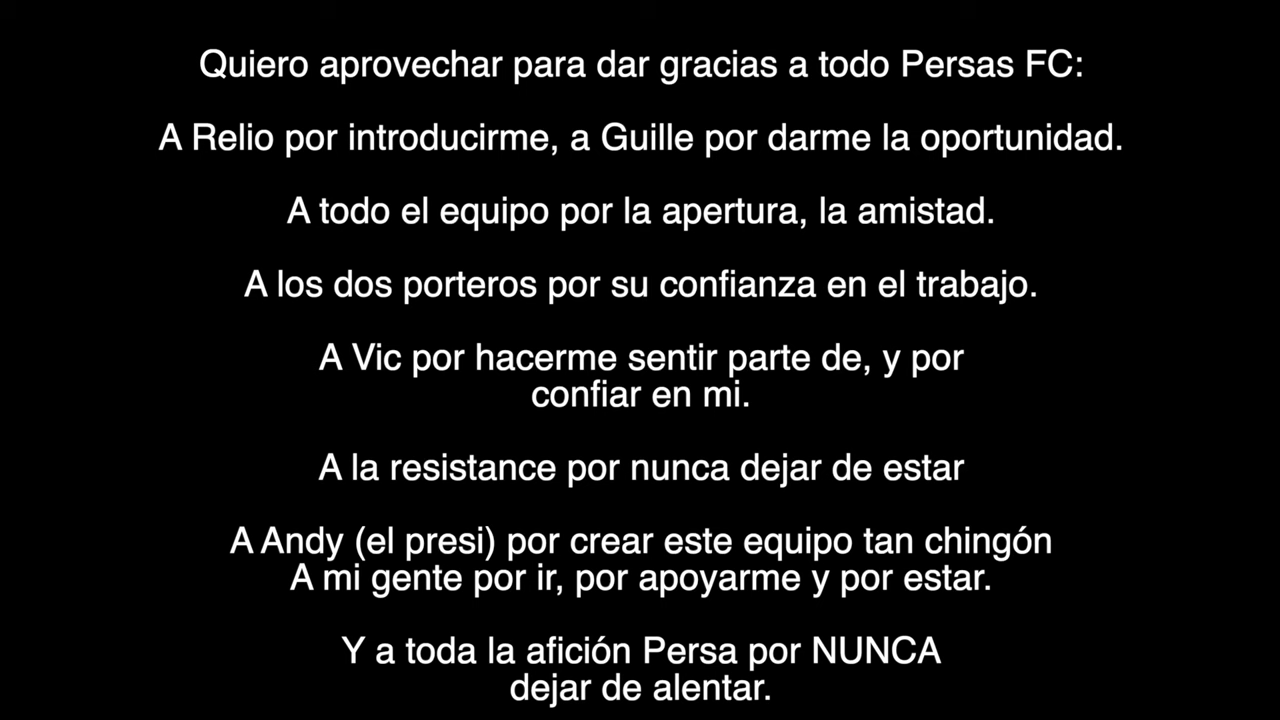 Quiero aprovechar para dar gracias a todo Persas FC:
A Relio por introducirme, a Guille por darme la oportunidad.
A todo el equipo por la apertura, la amistad.
A los dos porteros por su confianza en el trabajo.
A Vic por hacerme sentir parte de, y por
confiar en mi.
A la resistance por nunca dejar de estar
A Andy (el presi) por crear este equipo tan chingón
A mi gente por ir, por apoyarme y por estar.
Y a toda la afición Persa por NUNCA
dejar de alentar.